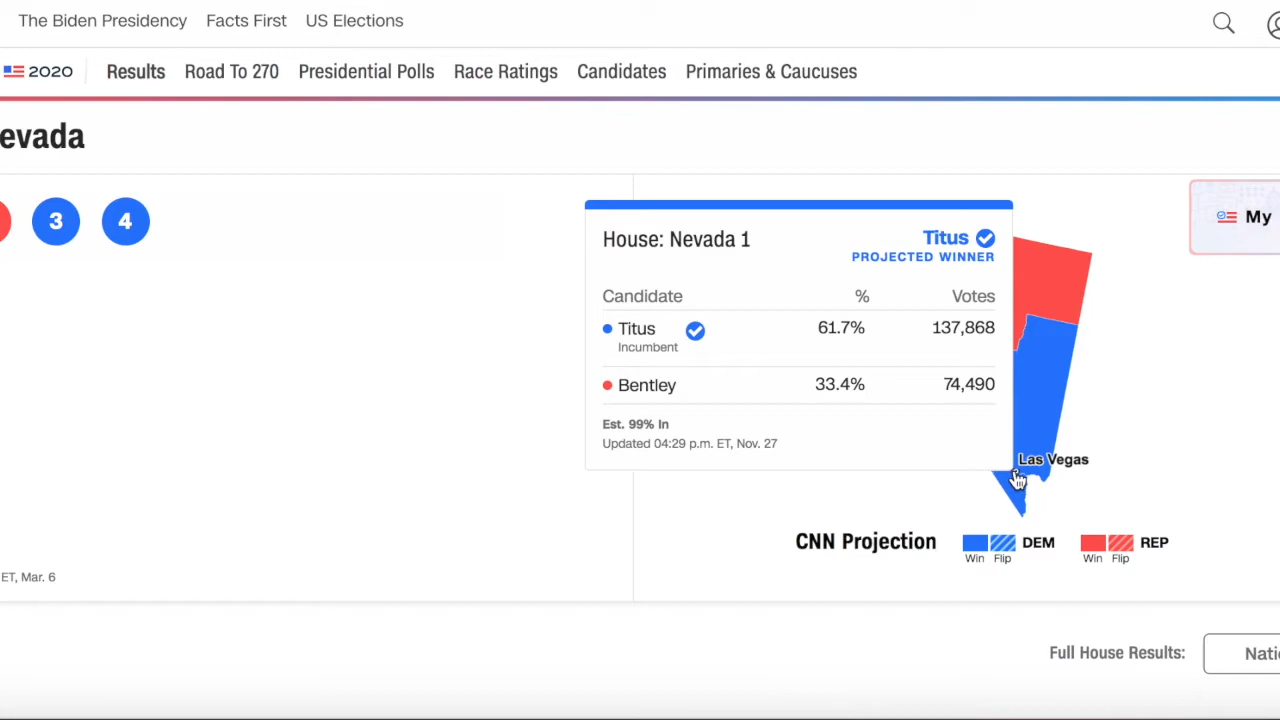 The Biden Presidency Facts First US Elections
2020 Results Road To 270 Presidential Polls Race Ratings Candidates Primaries & Caucuses
evada
3 4
My
House: Nevada 1
Titus
PROJECTED WINNER
Candidate % Votes
Titus 61.7% 137,868
Incumbent
Bentley 33.4% 74,490
Est. 99% In
Updated 04:29 p.m. ET, Nov. 27
Las Vegas
CNN Projection DEM REP
Win Flip Win Flip
ET, Mar. 6
Full House Results: Nati